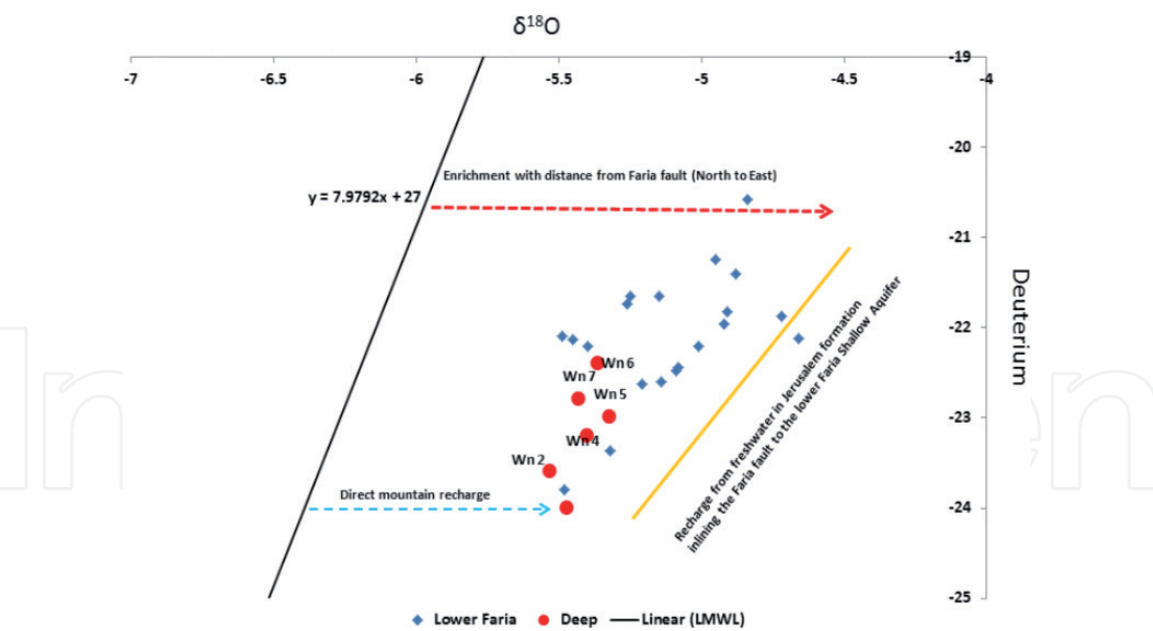 δ18O
-7 -6.5 -6 -5.5 -5 -4.5 -4
-19
-20
Enrichment with distance from Faria fault (North to East)
y = 7.9792x + 27
-21
Deuterium
-22
Wn6
Wn7
Wn5
-23
Wn4
Wn2
Recharge from freshwater in Jerusalem formation
inlining the Faria fault to the lower Faria Shallow Aquifer
Direct mountain recharge
-24
-25
Lower Faria Deep Linear (LMWL)